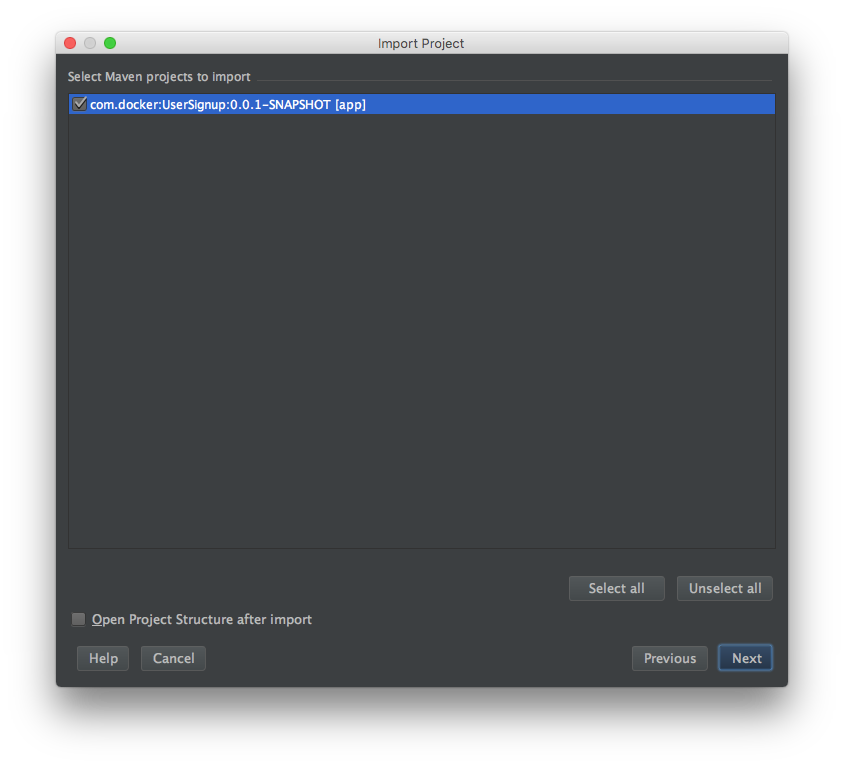 Import Project
Select Maven projects to import
com.docker:UserSignup:0.0.1-SNAPSHOT [app]
Select all Unselect all
Open Project Structure after import
Help Cancel Previous Next